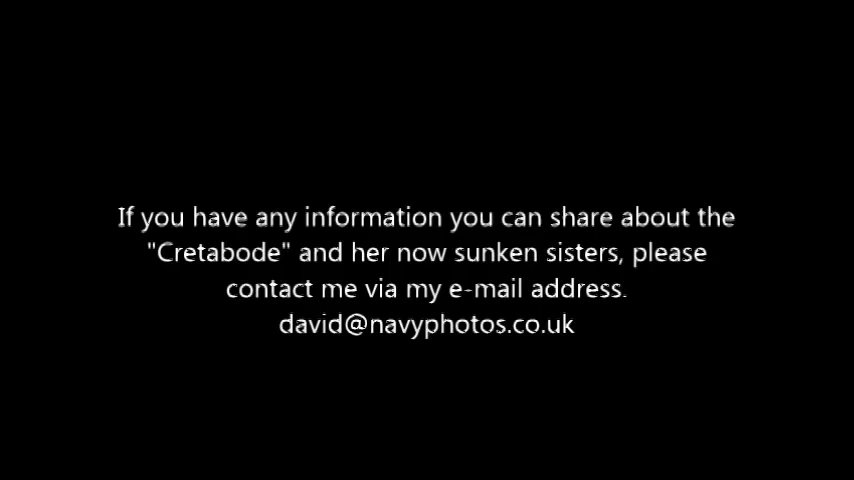 If you have any information you can share about the
"Cretabode" and her now sunken sisters, please
contact me via my e-mail address.
david@navyphotos.co.uk